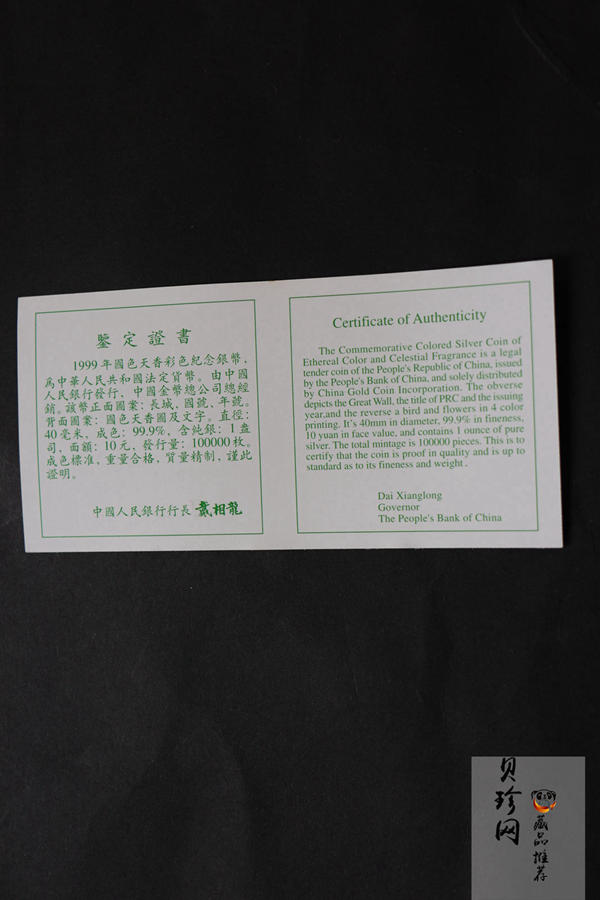 鑒定證書
1999年國色天香彩色紀念銀幣,
爲中華人民共和國法定貨幣。由中國
人民銀行發行,中國金幣總公司總經
銷。該幣正面圖案:長城,國號,年號。
背面圖案:國色天香圖及文字。直徑:
40毫米,成色:99.9%,含純銀:1盎
司,面額:10元,發行量:100000枚。
成色標准,重量合格,質量精制,謹此
證明。
中國人民銀行行長 戴相龍
Certificate of Authenticity
The Commemorative Colored Silver Coin of
Ethereal Color and Celestial Fragrance is a legal
tender coin of the People's Republic of China, issued
by the People's Bank of China, and solely distributed
by China Gold Coin Incorporation. The obverse
depicts the Great Wall, the title of PRC and the issuing
year,and the reverse a bird and flowers in 4 color
printing. It's 40mm in diameter, 99.9% in fineness,
10 yuan in face value, and contains 1 ounce of pure
silver. The total mintage is 100000 pieces. This is to
certify that the coin is proof in quality and is up to
standard as to its fineness and weight .
Dai Xianglong
Governor
The People's Bank of China
贝珍网
藏品推荐